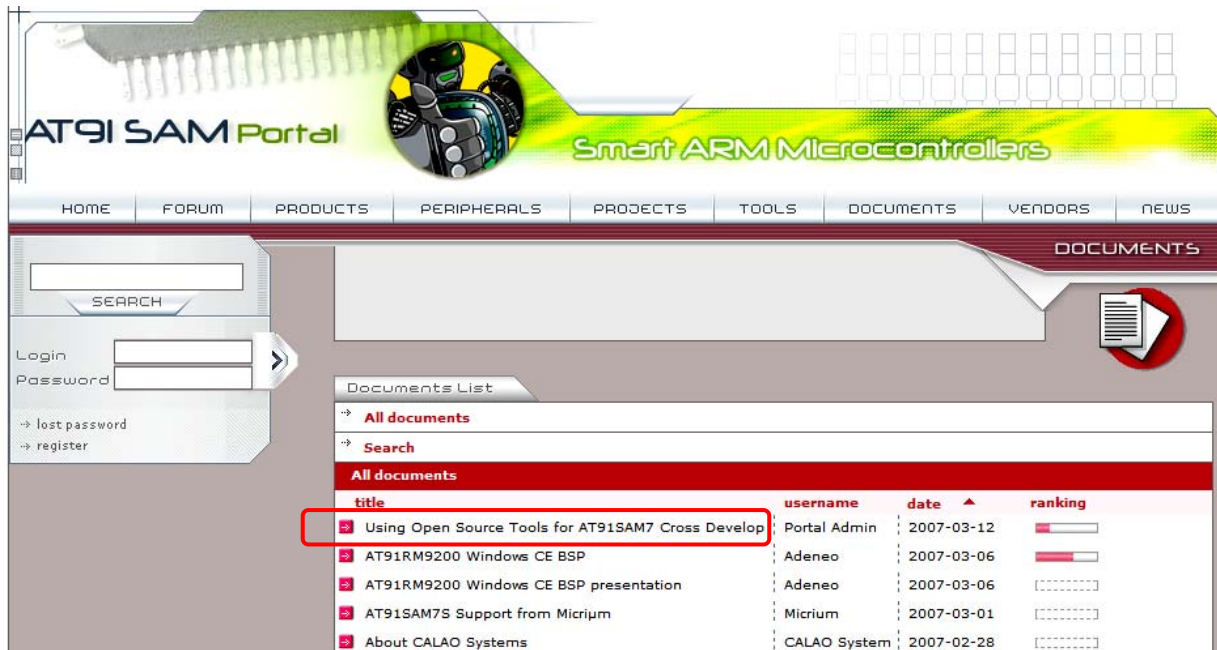 AT91 SAM Portal
Smart ARM Microcontrollers
HOME FORUM PRODUCTS PERIPHERALS PROJECTS TOOLS DOCUMENTS VENDORS NEWS
DOCUMENTS
SEARCH
Login
Password
lost password
register
Documents List
All documents
Search
All documents
title username date ranking
Using Open Source Tools for AT91SAM7 Cross Develop Portal Admin 2007-03-12
AT91RM9200 Windows CE BSP Adeneo 2007-03-06
AT91RM9200 Windows CE BSP presentation Adeneo 2007-03-06
AT91SAM7S Support from Micriμm Micrium 2007-03-01
About CALAO Systems CALAO System 2007-02-28